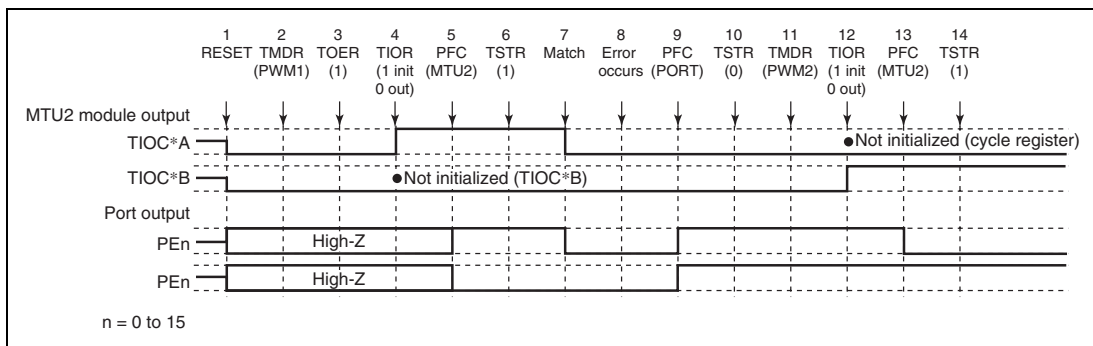 1 2 3 4 5 6 7 8 9 10 11 12 13 14
RESET TMDR TOER TIOR PFC TSTR Match Error PFC TSTR TMDR TIOR PFC TSTR
(PWM1) (1) (1 init (MTU2) (1) occurs (PORT) (0) (PWM2) (1 init (MTU2) (1)
0 out) 0 out)
MTU2 module output
TIOC*A ●Not initialized (cycle register)
TIOC*B ●Not initialized (TIOC*B)
Port output
PEn High-Z
PEn High-Z
n = 0 to 15